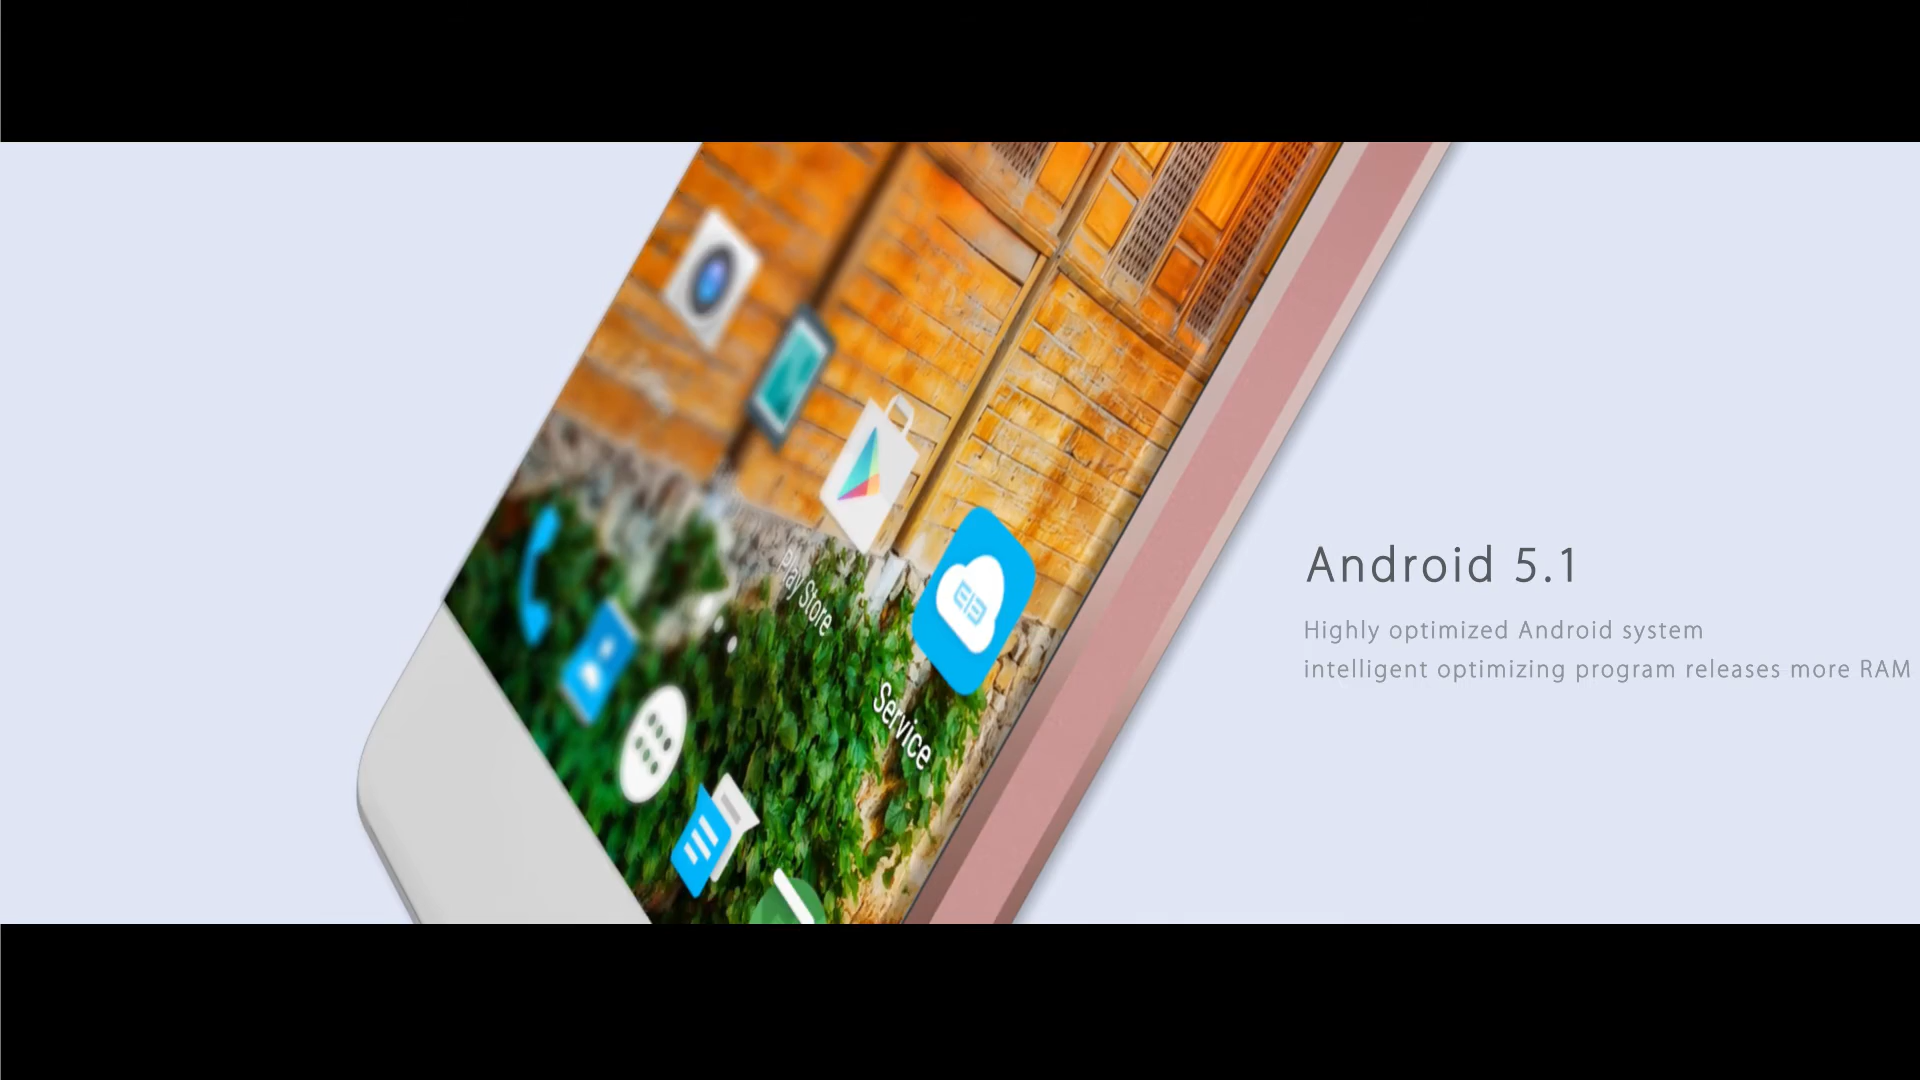 Android 5.1
Highly optimized Android system
intelligent optimizing program releases more RAM
Play Store
Service